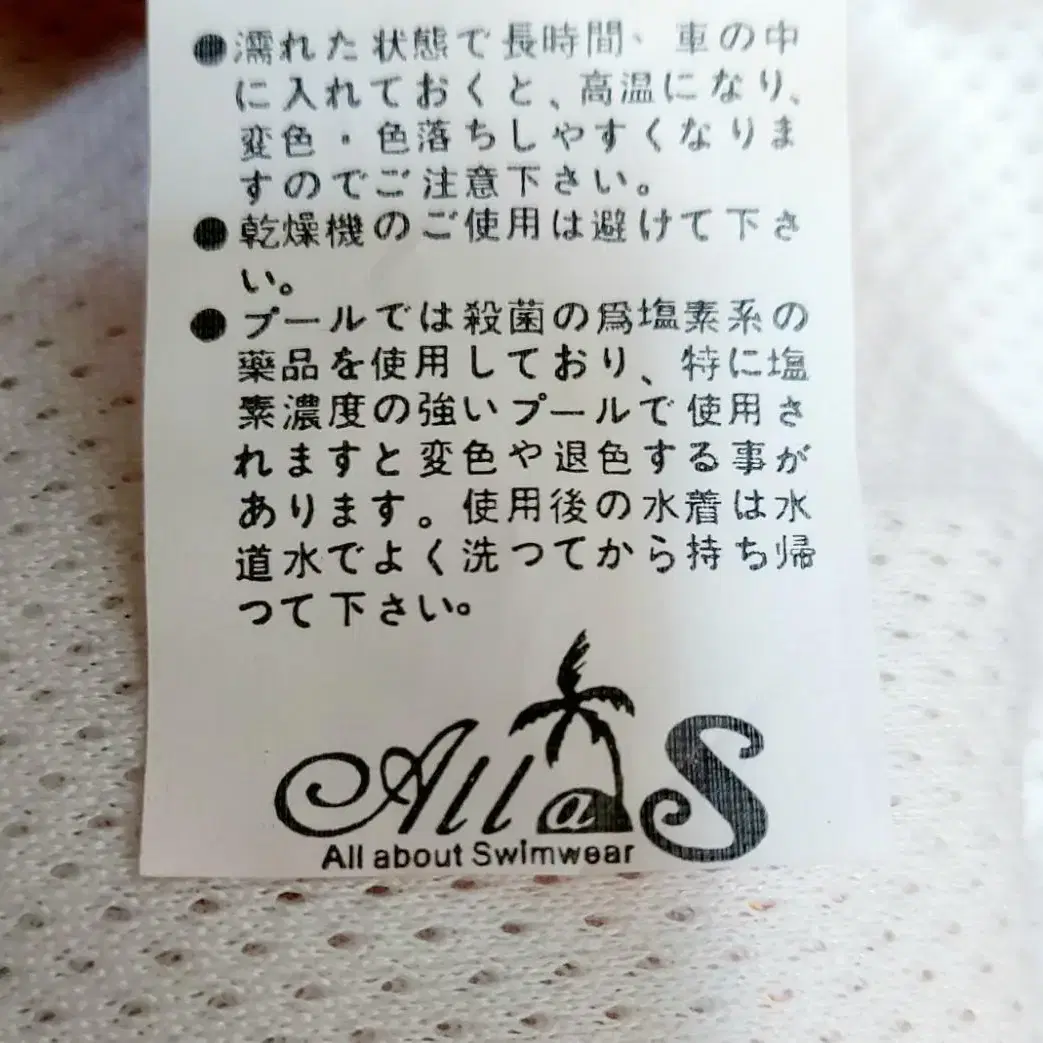 ●濡れた状態で長時間、車の中
に入れておくと、高温になり、
変色・色落ちしやすくなりま
すのでご注意下さい。
●乾燥機のご使用は避けて下さ
い。
●プールでは殺菌の爲塩素系の
薬品を使用しており、特に塩
素濃度の強いプールで使用さ
れますと変色や退色する事が
あります。使用後の水着は水
道水でよく洗つてから持ち帰
つて下さい。
All a S
All about Swimwear